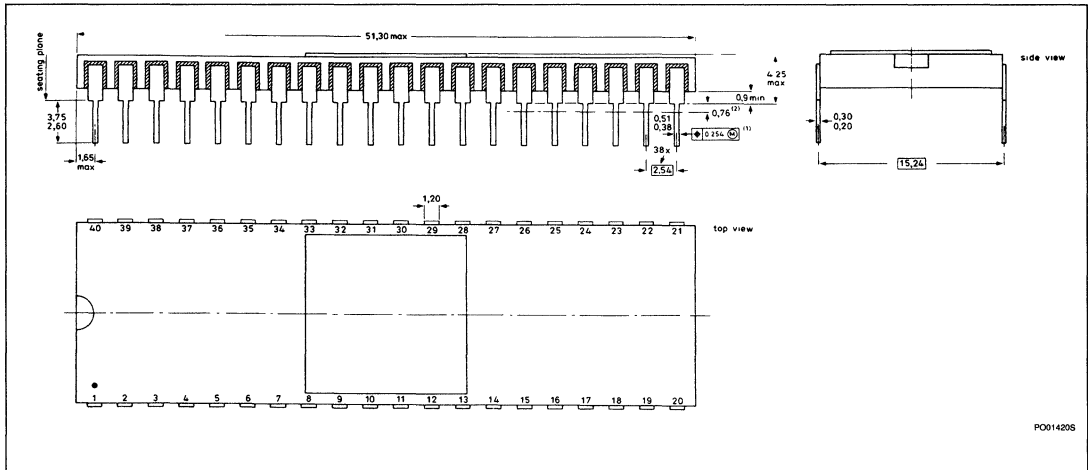 51,30 max
seating plane
side view
4.25
max
0,9 min
0,76 (2)
3,75
2,60
0,51
0,38
0.254 M (1)
0,30
0,20
1,65
max
38x
2,54
15,24
1,20
40 39 38 37 36 35 34 33 32 31 30 29 28 27 26 25 24 23 22 21
top view
1 2 3 4 5 6 7 8 9 10 11 12 13 14 15 16 17 18 19 20
PO01420S